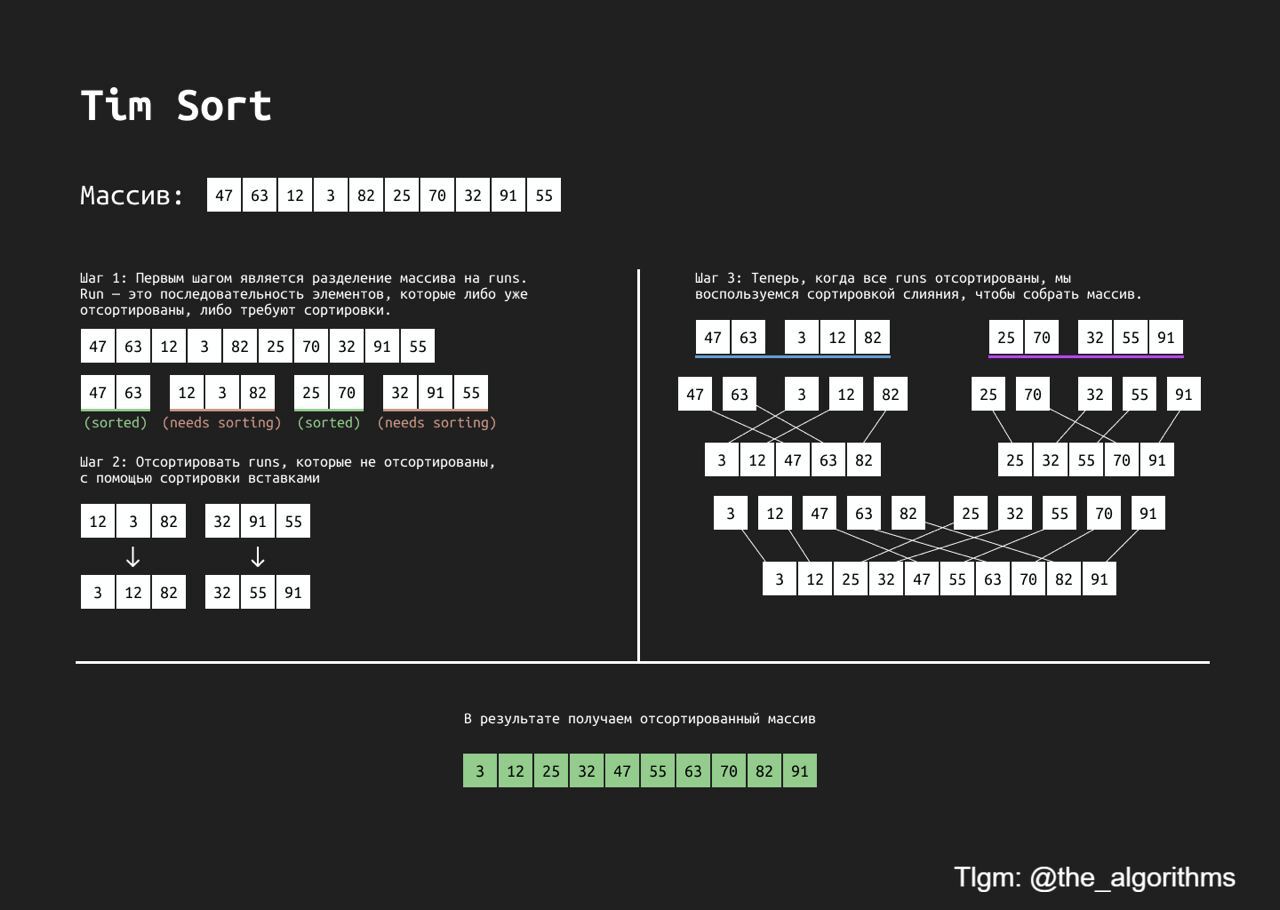 Tim Sort
Массив: 47 63 12 3 82 25 70 32 91 55
Шаг 1: Первым шагом является разделение массива на runs.
Run — это последовательность элементов, которые либо уже
отсортированы, либо требуют сортировки.
47 63 12 3 82 25 70 32 91 55
47 63 12 3 82 25 70 32 91 55
(sorted) (needs sorting) (sorted) (needs sorting)
Шаг 2: Отсортировать runs, которые не отсортированы,
с помощью сортировки вставками
12 3 82 32 91 55
3 12 82 32 55 91
Шаг 3: Теперь, когда все runs отсортированы, мы
воспользуемся сортировкой слияния, чтобы собрать массив.
47 63 3 12 82 25 70 32 55 91
47 63 3 12 82 25 70 32 55 91
3 12 47 63 82 25 32 55 70 91
3 12 47 63 82 25 32 55 70 91
3 12 25 32 47 55 63 70 82 91
В результате получаем отсортированный массив
3 12 25 32 47 55 63 70 82 91
Tlgm: @the_algorithms